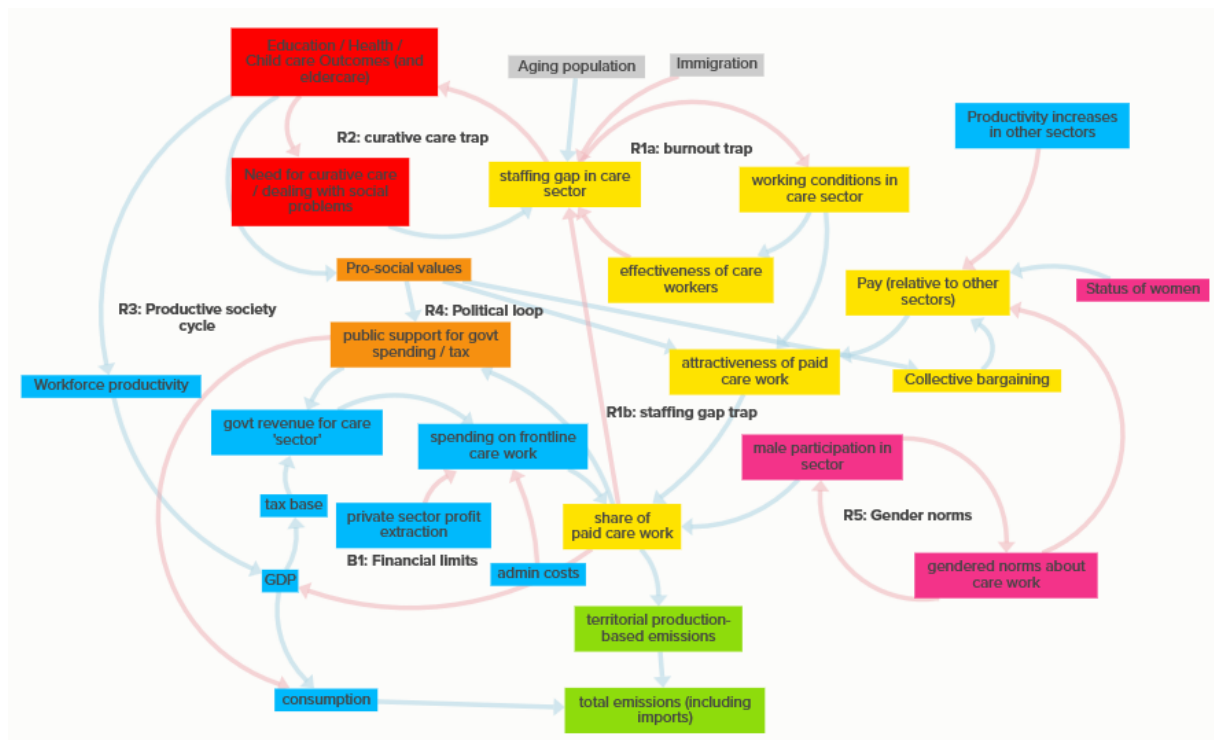 Education / Health /
Child care Outcomes (and
eldercare)
Aging population
Immigration
Productivity increases
in other sectors
R2: curative care trap
R1a: burnout trap
Need for curative care
/ dealing with social
problems
staffing gap in care
sector
working conditions in
care sector
Pro-social values
effectiveness of care
workers
Pay (relative to other
sectors)
Status of women
R3: Productive society
cycle
R4: Political loop
public support for govt
spending / tax
attractiveness of paid
care work
Collective bargaining
Workforce productivity
govt revenue for care
'sector'
spending on frontline
care work
R1b: staffing gap trap
male participation in
sector
tax base
private sector profit
extraction
share of
paid care work
R5: Gender norms
B1: Financial limits
GDP
admin costs
gendered norms about
care work
territorial production-
based emissions
consumption
total emissions (including
imports)